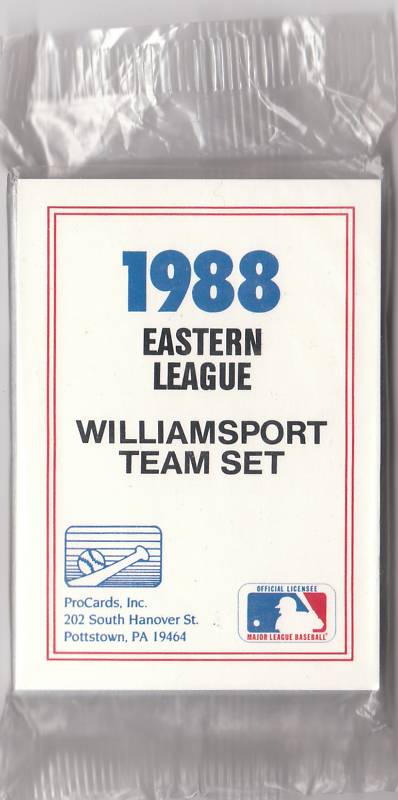 1988
EASTERN
LEAGUE
WILLIAMSPORT
TEAM SET
ProCards, Inc.
202 South Hanover St.
Pottstown, PA 19464
OFFICIAL LICENSEE
MAJOR LEAGUE BASEBALL